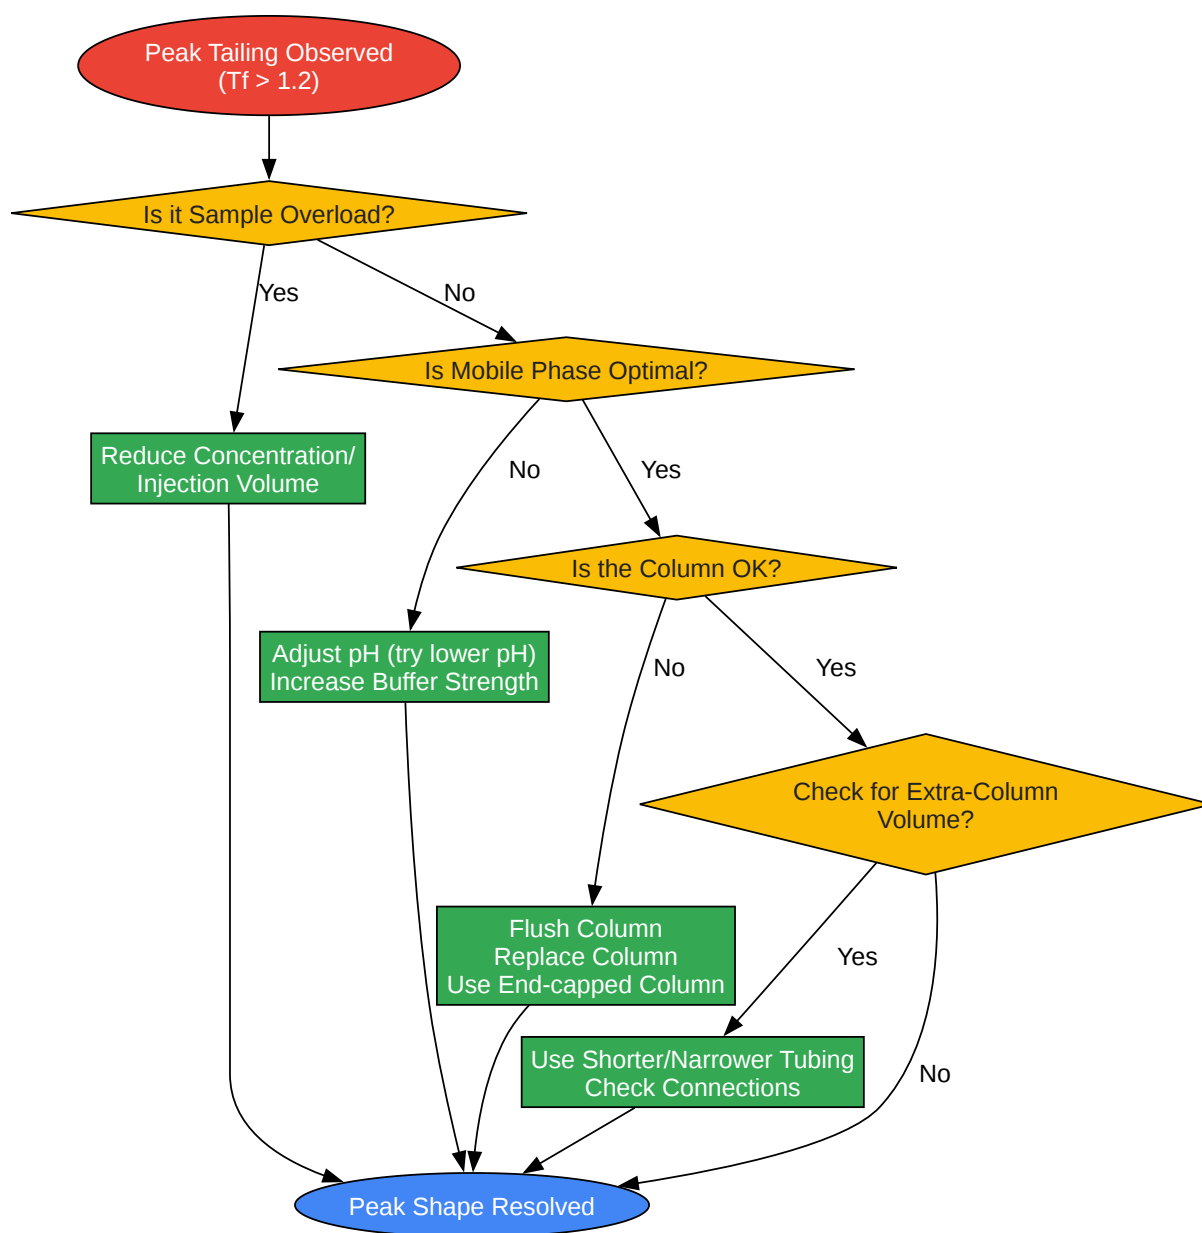 Peak Tailing Observed
(Tf > 1.2)
Is it Sample Overload?
Yes
No
Is Mobile Phase Optimal?
Reduce Concentration/
Injection Volume
No
Yes
Is the Column OK?
Adjust pH (try lower pH)
Increase Buffer Strength
No
Yes
Check for Extra-Column
Volume?
Flush Column
Replace Column
Use End-capped Column
Yes
Use Shorter/Narrower Tubing
Check Connections
No
Peak Shape Resolved